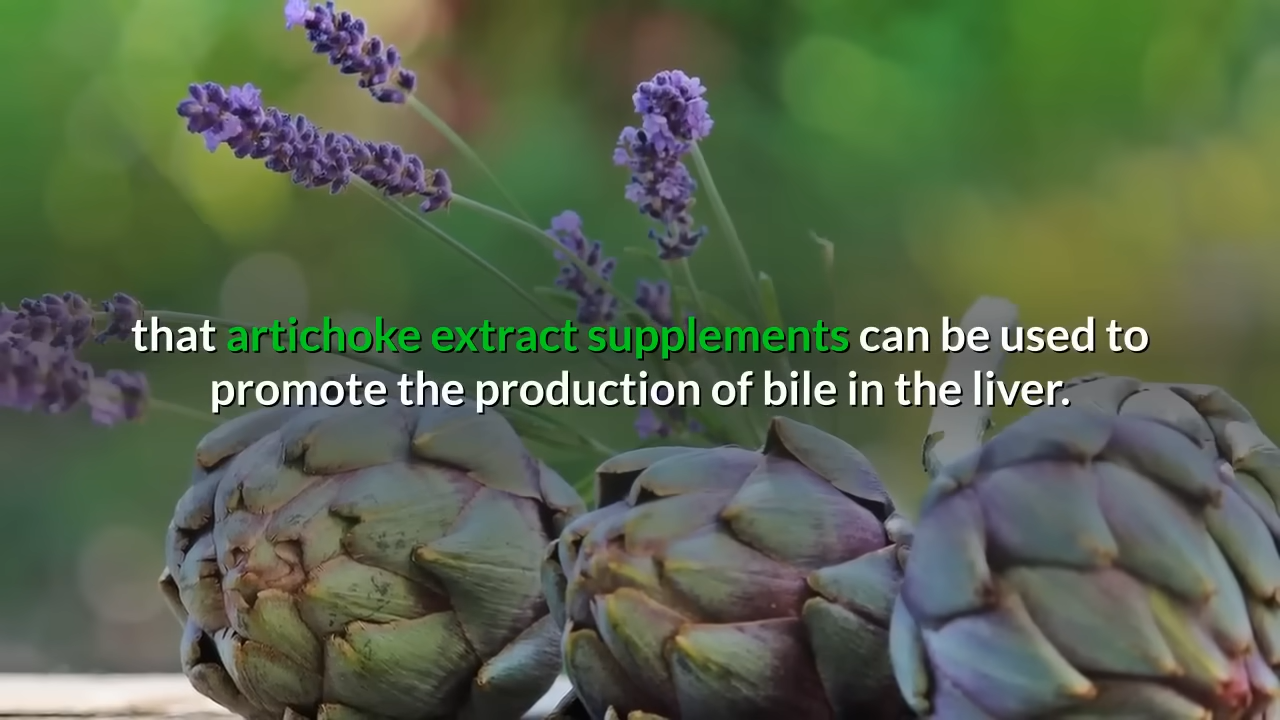 that artichoke extract supplements can be used to
promote the production of bile in the liver.